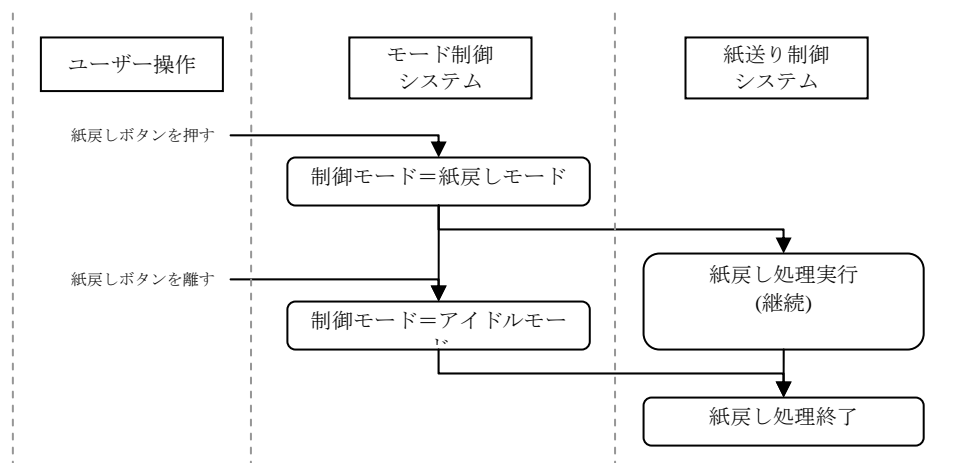 ユーザー操作
モード制御
システム
紙送り制御
システム
紙戻しボタンを押す
制御モード＝紙戻しモード
紙戻しボタンを離す
紙戻し処理実行
(継続)
制御モード＝アイドルモー
ド
紙戻し処理終了